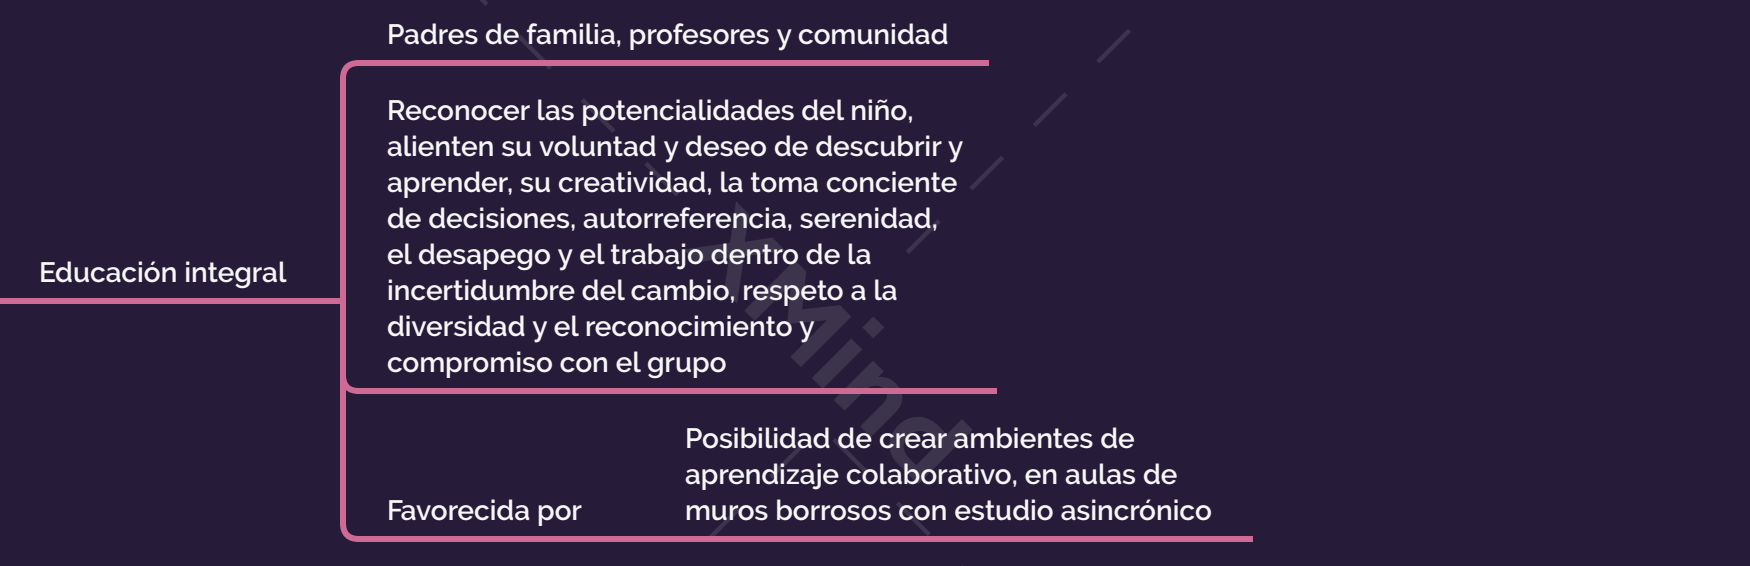 Padres de familia, profesores y comunidad
Reconocer las potencialidades del niño,
alienten su voluntad y deseo de descubrir y
aprender, su creatividad, la toma conciente
de decisiones, autorreferencia, serenidad,
el desapego y el trabajo dentro de la
incertidumbre del cambio, respeto a la
diversidad y el reconocimiento y
compromiso con el grupo
Educación integral
Favorecida por
Posibilidad de crear ambientes de
aprendizaje colaborativo, en aulas de
muros borrosos con estudio asincrónico
XMind